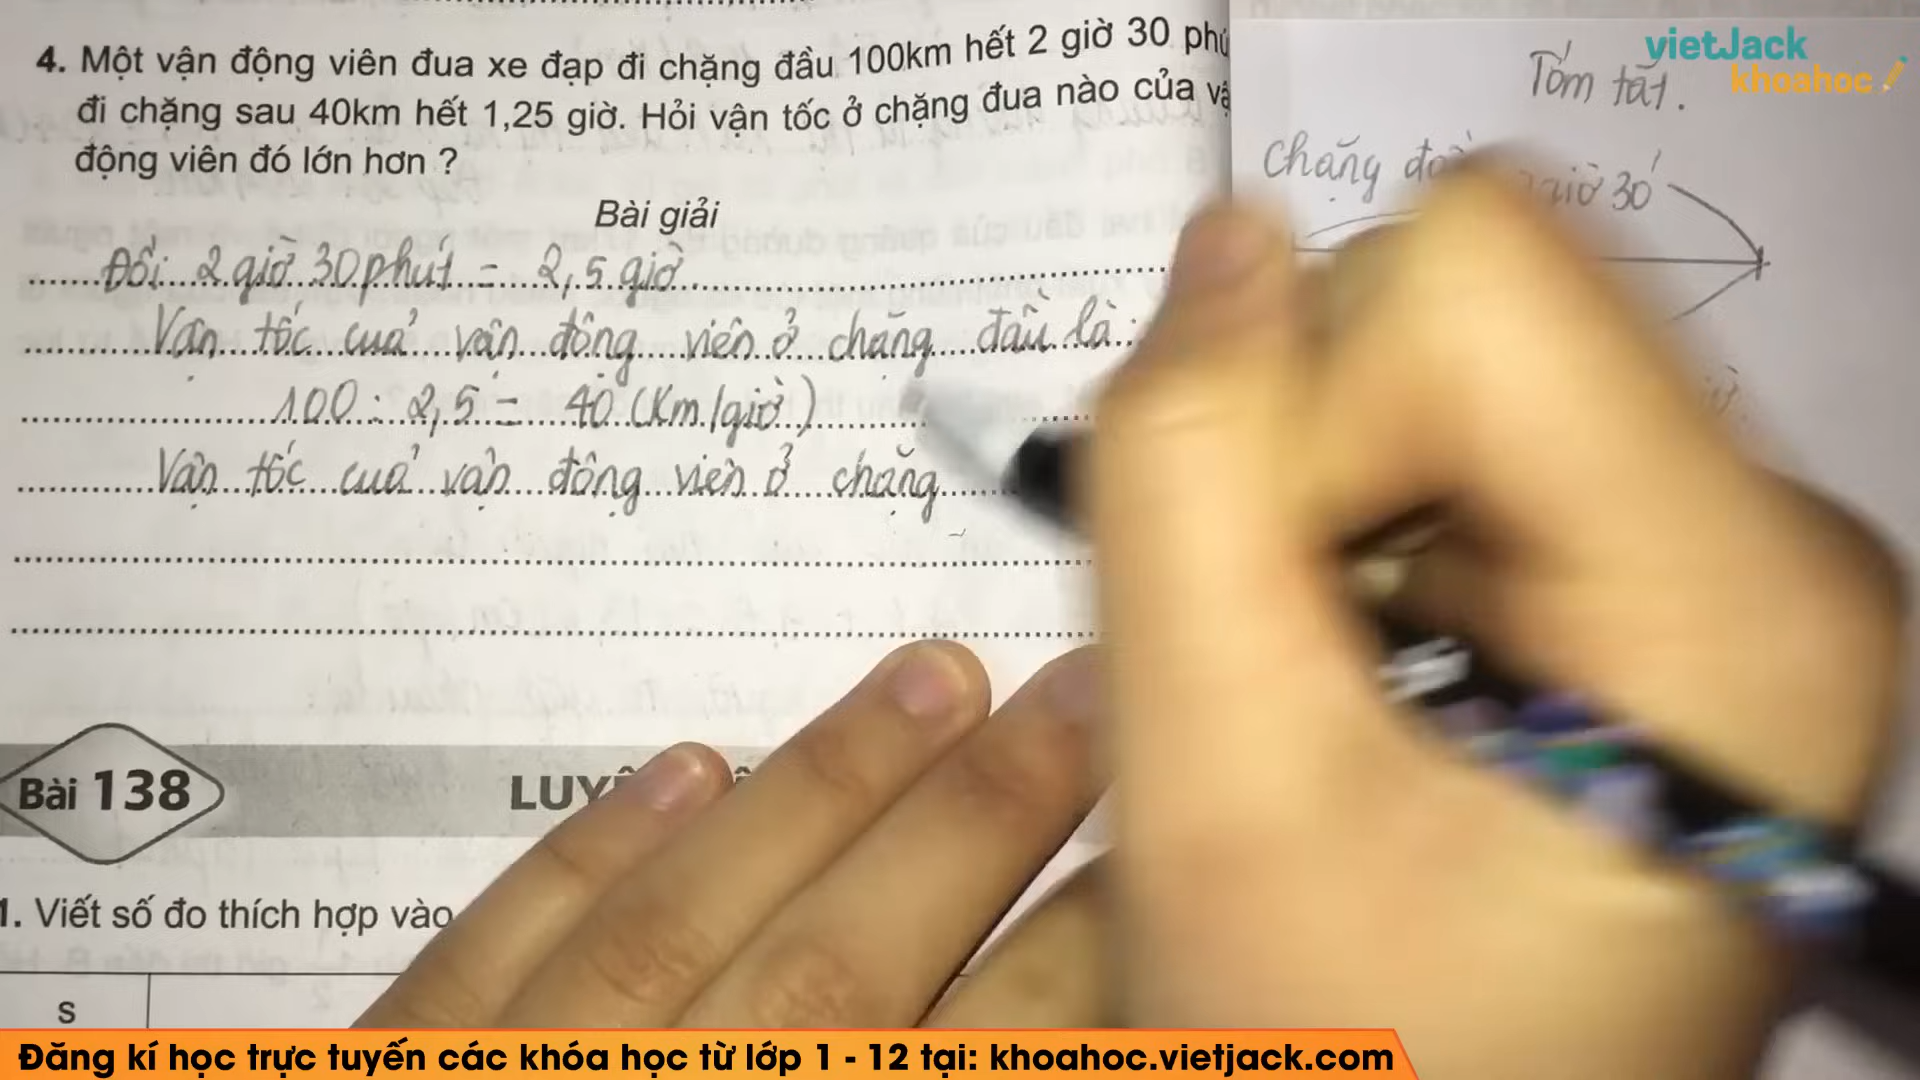 4. Một vận động viên đua xe đạp đi chặng đầu 100km hết 2 giờ 30
đi chặng sau 40km hết 1,25 giờ. Hỏi vận tốc ở chặng đua nào của
động viên đó lớn hơn ?
Bài giải
Đổi 2 giờ 30 phút = 2,5 giờ
Vận tốc cuả vận động viên ở chặng đầu là:
100 : 2,5 = 40 (Km/giờ)
Vận tốc cuả vận động viên ở chặng
Bài 138
1. Viết số đo thích hợp vào
s
Tóm tắt.
Chặng giờ 30'
vietJack
khoahoc
Đăng kí học trực tuyến các khóa học từ lớp 1 - 12 tại: khoahoc.vietjack.com